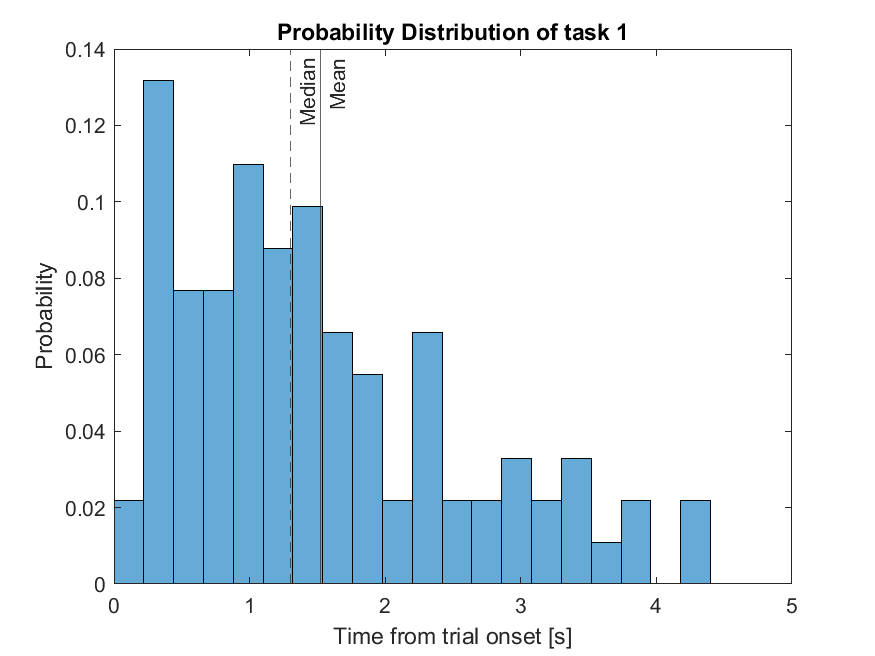 Probability Distribution of task 1
0.14
0.12
0.1
0.08
0.06
0.04
0.02
0
Probability
Median
Mean
0 1 2 3 4 5
Time from trial onset [s]